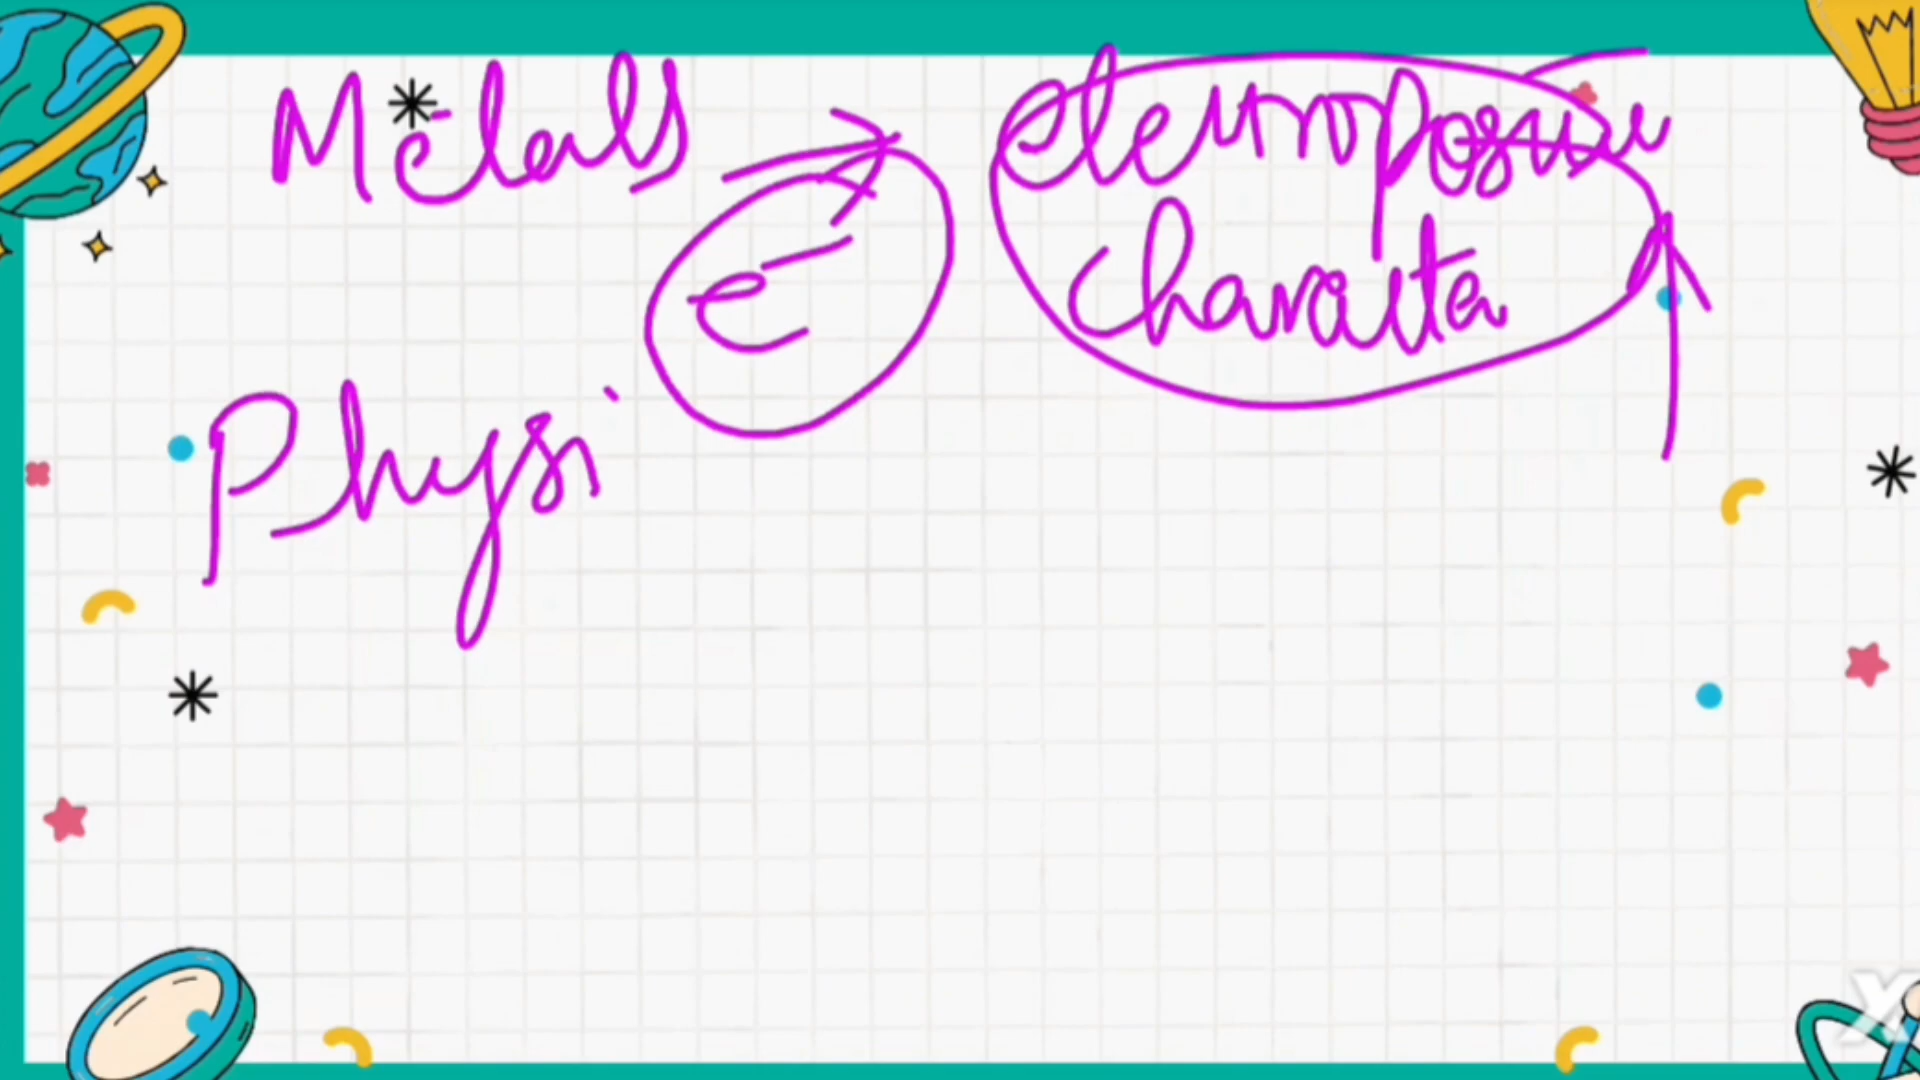 Metals → electropositive
e⁻ character
Physi